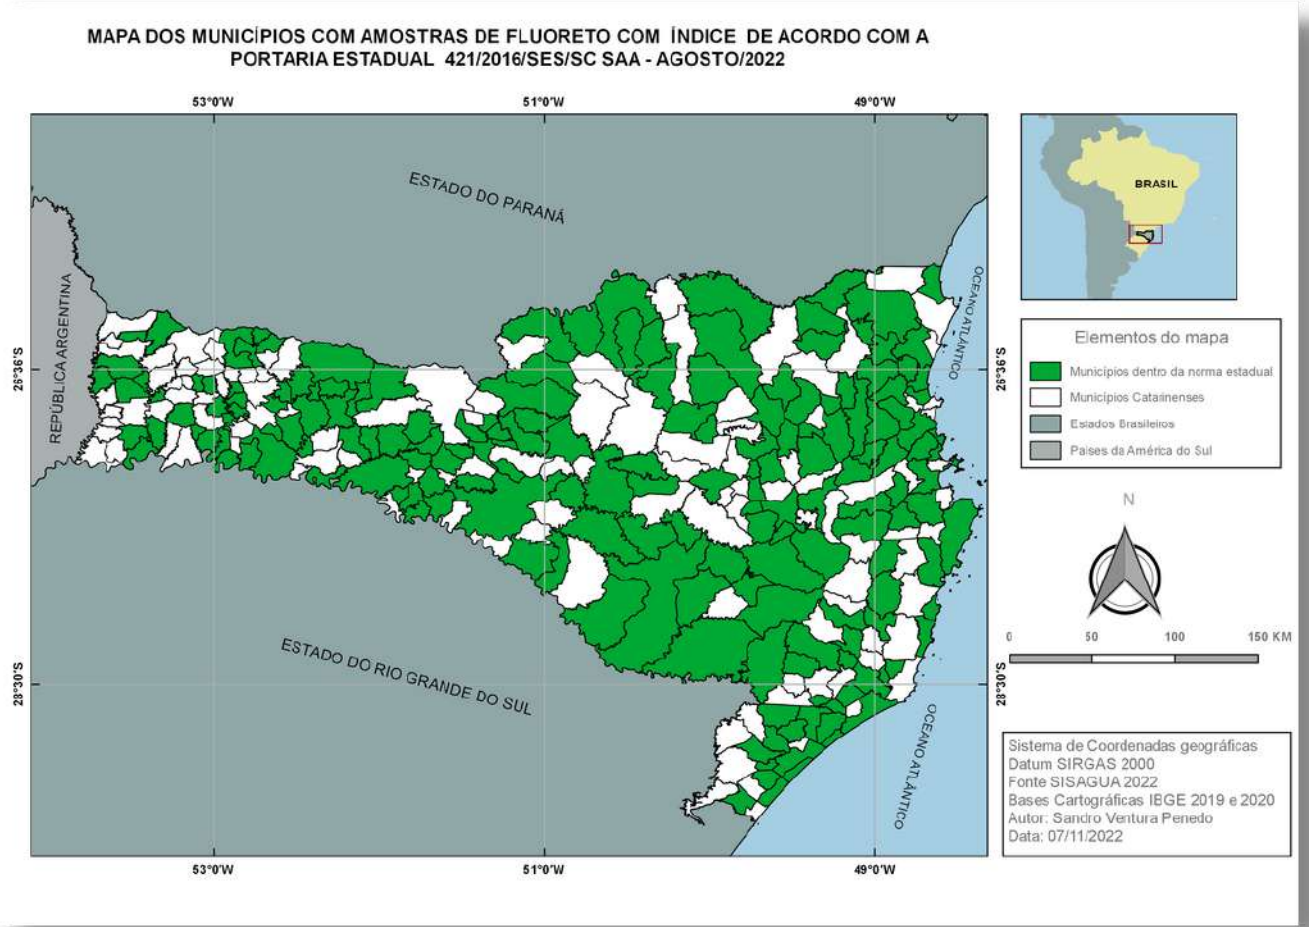 MAPA DOS MUNICÍPIOS COM AMOSTRAS DE FLUORETO COM ÍNDICE DE ACORDO COM A
PORTARIA ESTADUAL 421/2016/SES/SC SAA - AGOSTO/2022
53°0'W
51°0'W
49°0'W
ESTADO DO PARANÁ
REPÚBLICA ARGENTINA
OCEANO ATLÂNTICO
26°36'S
26°36'S
ESTADO DO RIO GRANDE DO SUL
OCEANO ATLÂNTICO
28°30'S
28°30'S
53°0'W
51°0'W
49°0'W
BRASIL
Elementos do mapa
Municípios dentro da norma estadual
Municípios Catarinenses
Estados Brasileiros
Países da América do Sul
N
0 50 100 150 KM
Sistema de Coordenadas geográficas
Datum SIRGAS 2000
Fonte SISAGUA 2022
Bases Cartográficas IBGE 2019 e 2020
Autor: Sandro Ventura Penedo
Data: 07/11/2022